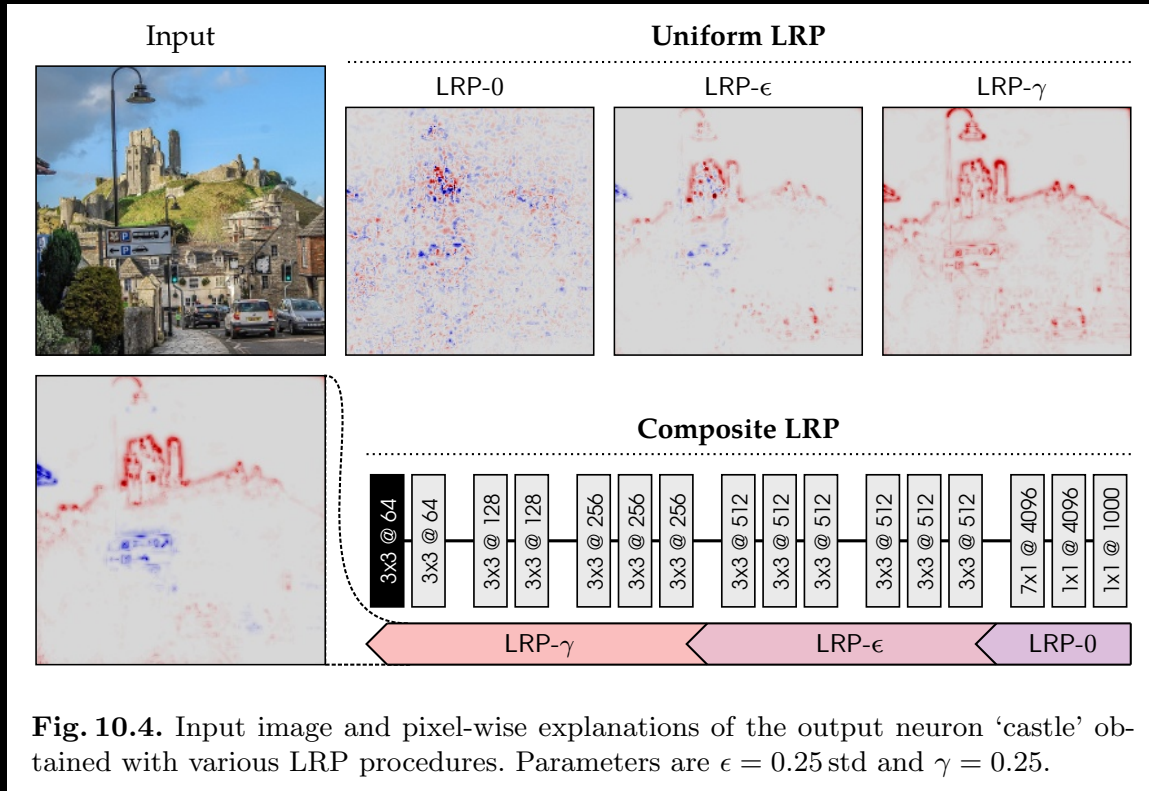 Input
Uniform LRP
LRP-0
LRP-ϵ
LRP-γ
P
P
Composite LRP
3x3 @ 64
3x3 @ 64
3x3 @ 128
3x3 @ 128
3x3 @ 256
3x3 @ 256
3x3 @ 256
3x3 @ 512
3x3 @ 512
3x3 @ 512
3x3 @ 512
3x3 @ 512
3x3 @ 512
7x1 @ 4096
1x1 @ 4096
1x1 @ 1000
LRP-γ
LRP-ϵ
LRP-0
Fig. 10.4. Input image and pixel-wise explanations of the output neuron ‘castle’ ob-
tained with various LRP procedures. Parameters are ϵ = 0.25 std and γ = 0.25.